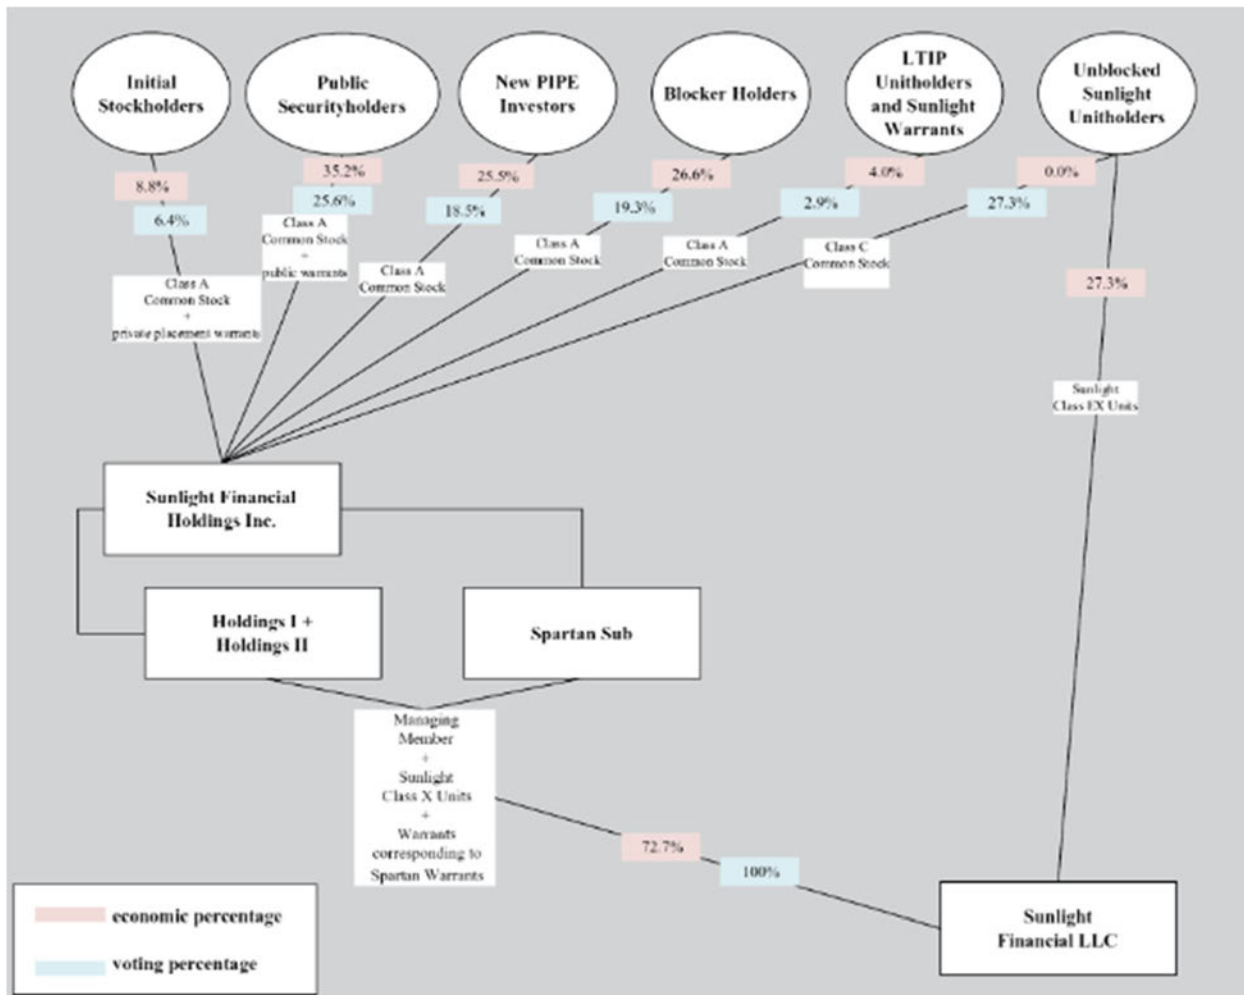 Initial
Stockholders
Public
Securityholders
New PIPE
Investors
Blocker Holders
LTIP
Unitholders
and Sunlight
Warrants
Unblocked
Sunlight
Unitholders
8.8%
6.4%
35.2%
25.6%
25.5%
18.5%
26.6%
19.3%
4.0%
2.9%
0.0%
27.3%
Class A
Common Stock
+
private placement warrants
Class A
Common Stock
+
public warrants
Class A
Common Stock
Class A
Common Stock
Class A
Common Stock
Class C
Common Stock
27.3%
Sunlight
Class EX Units
Sunlight Financial
Holdings Inc.
Holdings I +
Holdings II
Spartan Sub
Managing
Member
+
Sunlight
Class X Units
+
Warrants
corresponding to
Spartan Warrants
72.7%
100%
Sunlight
Financial LLC
economic percentage
voting percentage